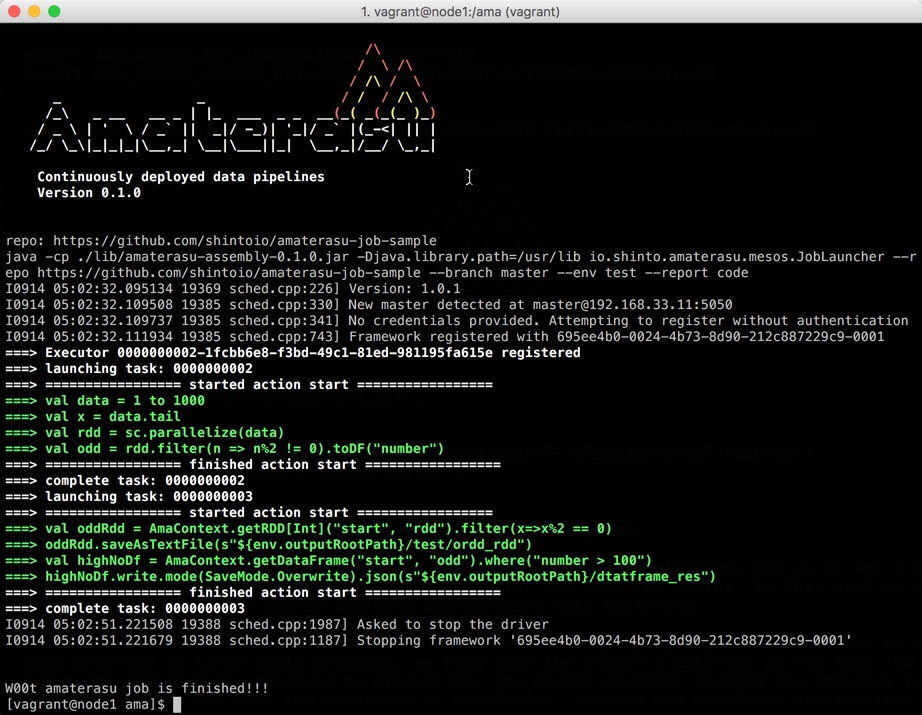 1. vagrant@node1:/ama (vagrant)
Amaterasu
Continuously deployed data pipelines
Version 0.1.0
repo: https://github.com/shintoio/amaterasu-job-sample
java -cp ./lib/amaterasu-assembly-0.1.0.jar -Djava.library.path=/usr/lib io.shinto.amaterasu.mesos.JobLauncher --r
epo https://github.com/shintoio/amaterasu-job-sample --branch master --env test --report code
I0914 05:02:32.095134 19369 sched.cpp:226] Version: 1.0.1
I0914 05:02:32.109508 19385 sched.cpp:330] New master detected at master@192.168.33.11:5050
I0914 05:02:32.109737 19385 sched.cpp:341] No credentials provided. Attempting to register without authentication
I0914 05:02:32.111934 19385 sched.cpp:743] Framework registered with 695ee4b0-0024-4b73-8d90-212c887229c9-0001
===> Executor 0000000002-1fcbb6e8-f3bd-49c1-81ed-981195fa615e registered
===> launching task: 0000000002
===> ================= started action start =================
===> val data = 1 to 1000
===> val x = data.tail
===> val rdd = sc.parallelize(data)
===> val odd = rdd.filter(n => n%2 != 0).toDF("number")
===> ================= finished action start =================
===> complete task: 0000000002
===> launching task: 0000000003
===> ================= started action start =================
===> val oddRdd = AmaContext.getRDD[Int]("start", "rdd").filter(x=>x%2 == 0)
===> oddRdd.saveAsTextFile(s"${env.outputRootPath}/test/ordd_rdd")
===> val highNoDf = AmaContext.getDataFrame("start", "odd").where("number > 100")
===> highNoDf.write.mode(SaveMode.Overwrite).json(s"${env.outputRootPath}/dtatframe_res")
===> ================= finished action start =================
===> complete task: 0000000003
I0914 05:02:51.221508 19388 sched.cpp:1987] Asked to stop the driver
I0914 05:02:51.221679 19388 sched.cpp:1187] Stopping framework '695ee4b0-0024-4b73-8d90-212c887229c9-0001'
W00t amaterasu job is finished!!!
[vagrant@node1 ama]$